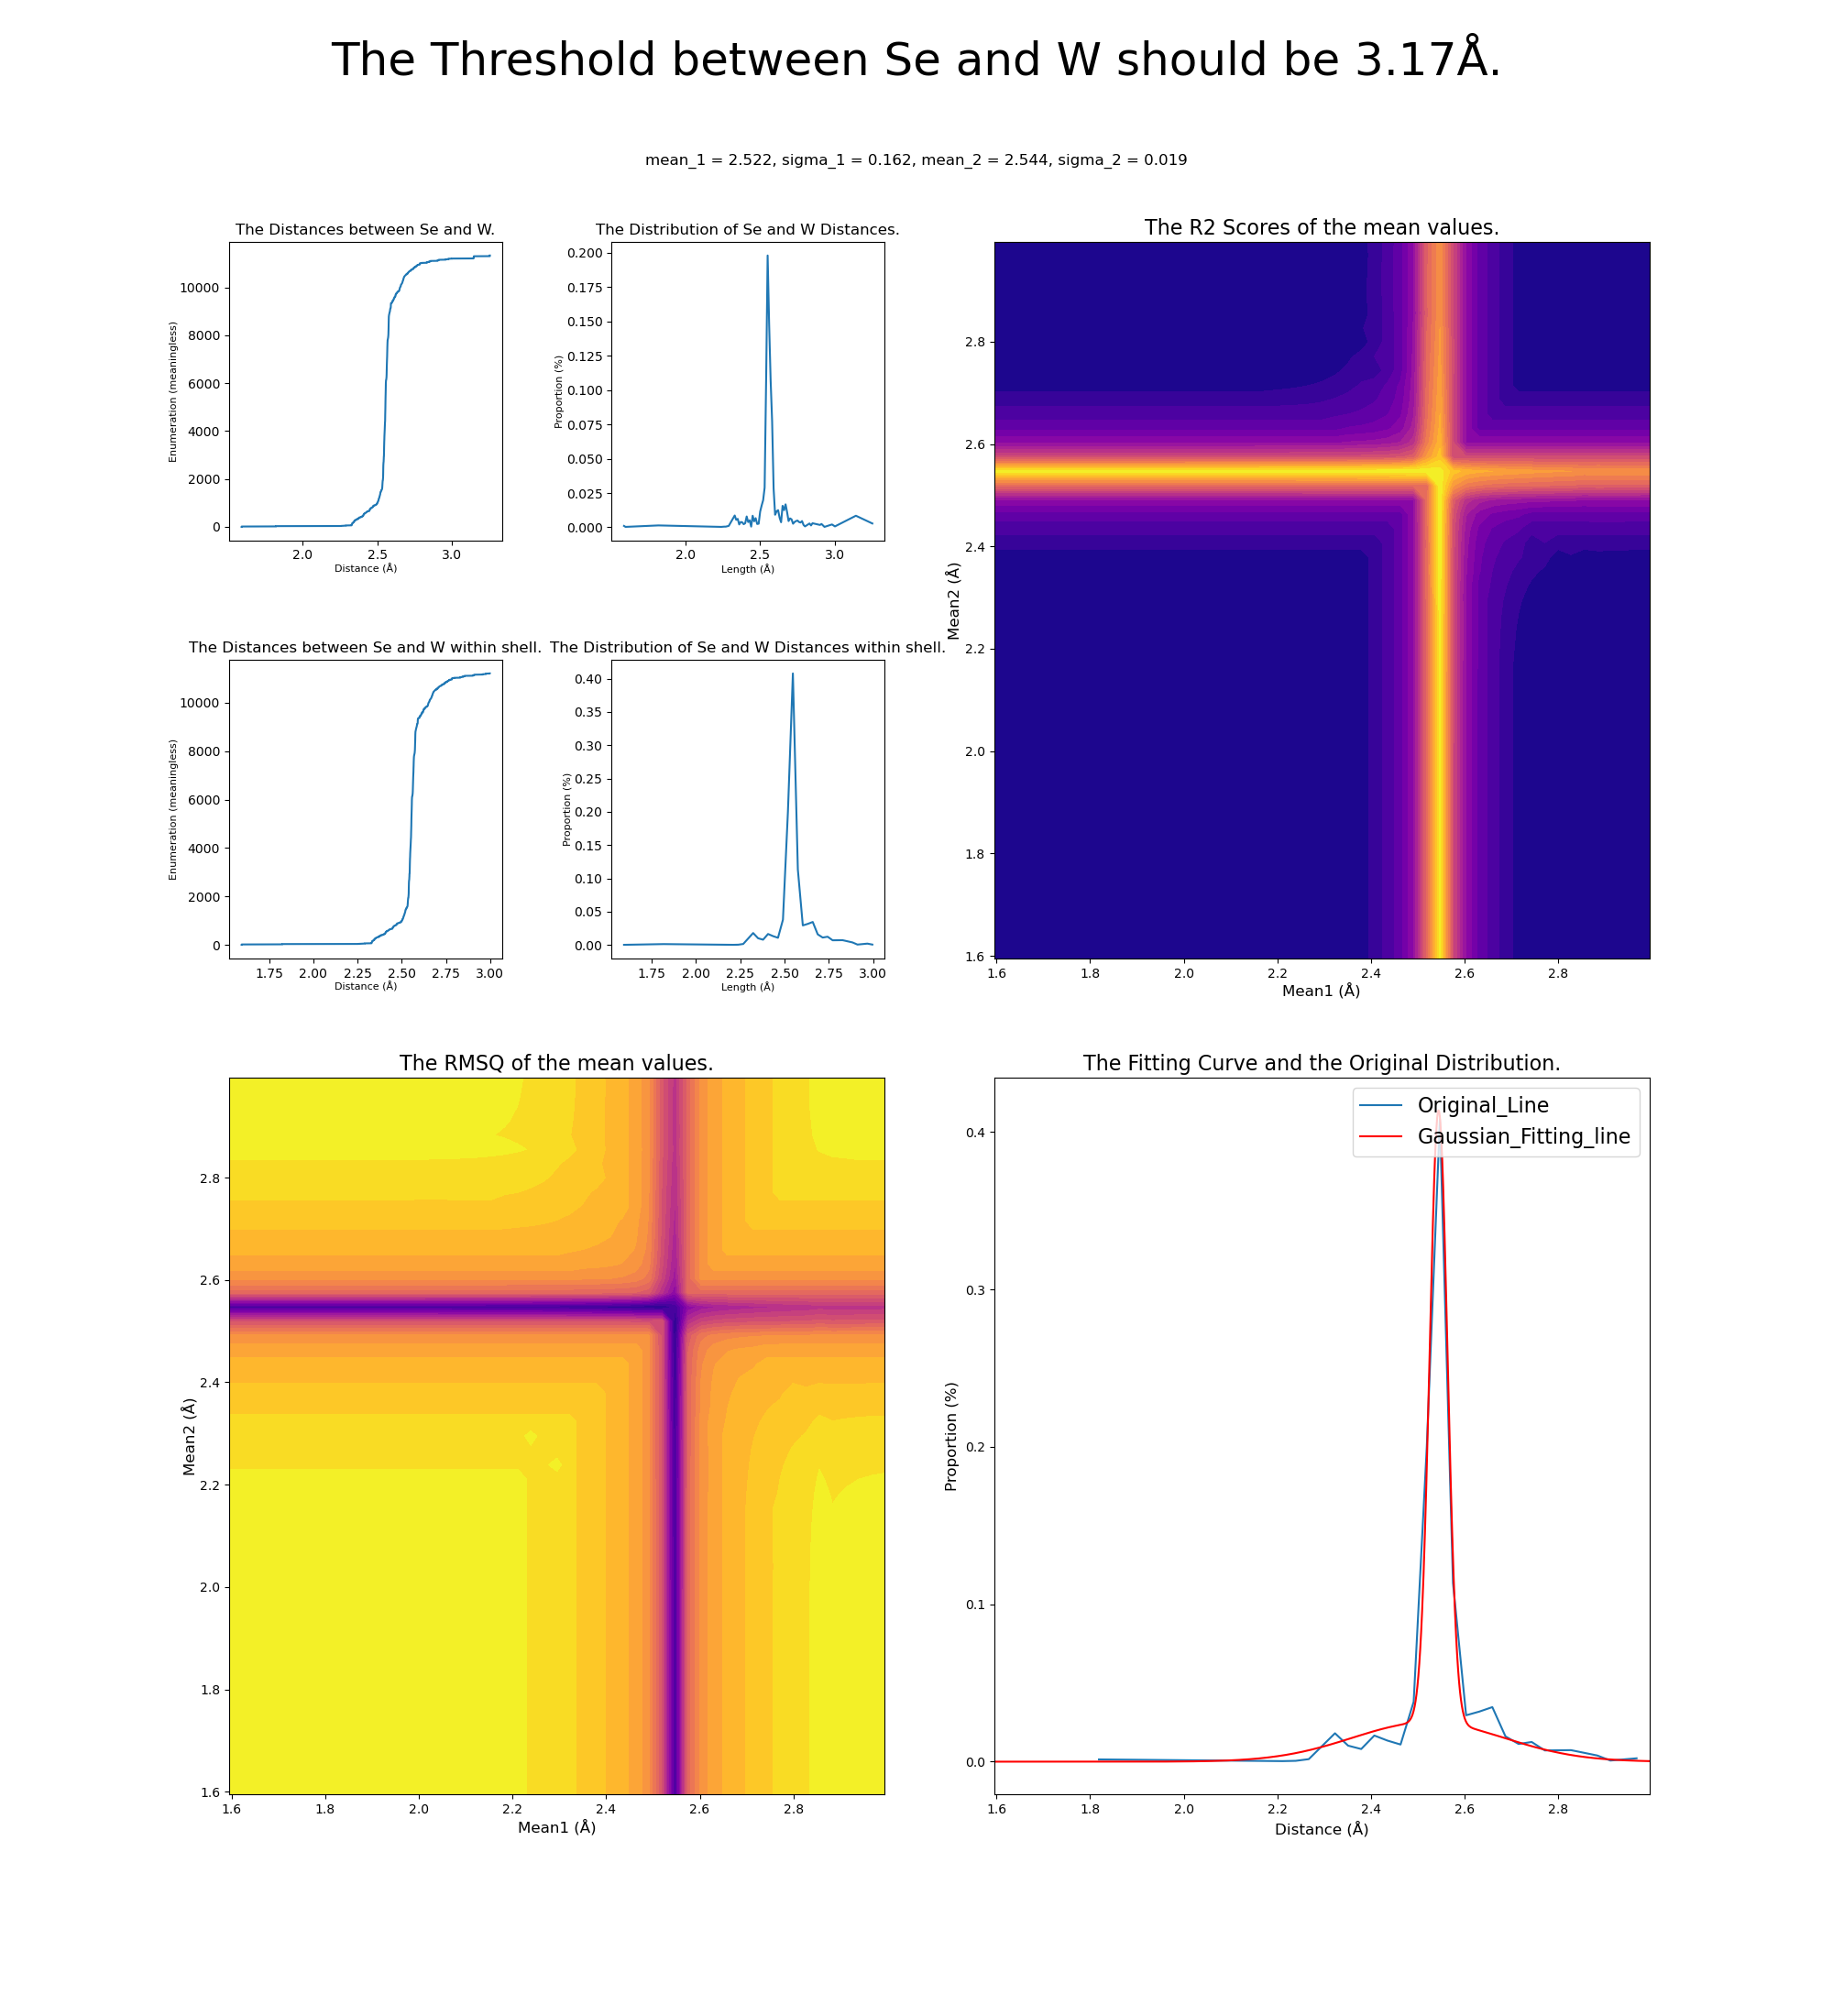 The Threshold between Se and W should be 3.17Å.
mean_1 = 2.522, sigma_1 = 0.162, mean_2 = 2.544, sigma_2 = 0.019
The Distances between Se and W.
0.200
0.175
0.150
0.125
0.100
0.075
0.050
0.025
0.000
10000
8000
6000
4000
2000
0
Enumeration (meaningless)
2.0 2.5 3.0
Distance (Å)
The Distribution of Se and W Distances.
Proportion (%)
2.0 2.5 3.0
Length (Å)
The R2 Scores of the mean values.
2.8
2.6
2.4
2.2
2.0
1.8
1.6
Mean2 (Å)
1.6 1.8 2.0 2.2 2.4 2.6 2.8
Mean1 (Å)
The Distances between Se and W within shell.
10000
8000
6000
4000
2000
0
Enumeration (meaningless)
1.75 2.00 2.25 2.50 2.75 3.00
Distance (Å)
The Distribution of Se and W Distances within shell.
0.40
0.35
0.30
0.25
0.20
0.15
0.10
0.05
0.00
Proportion (%)
1.75 2.00 2.25 2.50 2.75 3.00
Length (Å)
The RMSQ of the mean values.
2.8
2.6
2.4
2.2
2.0
1.8
1.6
Mean2 (Å)
1.6 1.8 2.0 2.2 2.4 2.6 2.8
Mean1 (Å)
The Fitting Curve and the Original Distribution.
Original_Line
Gaussian_Fitting_line
0.4
0.3
0.2
0.1
0.0
Proportion (%)
1.6 1.8 2.0 2.2 2.4 2.6 2.8
Distance (Å)